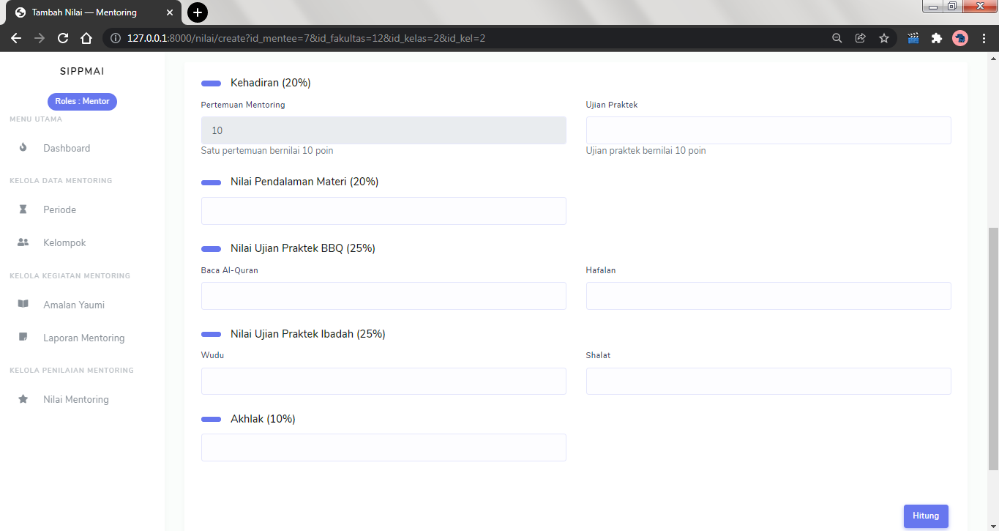 Tambah Nilai — Mentoring
127.0.0.1:8000/nilai/create?id_mentee=7&id_fakultas=12&id_kelas=2&id_kel=2
SIPPMAI
Roles : Mentor
MENU UTAMA
Dashboard
KELOLA DATA MENTORING
Periode
Kelompok
KELOLA KEGIATAN MENTORING
Amalan Yaumi
Laporan Mentoring
KELOLA PENILAIAN MENTORING
Nilai Mentoring
Kehadiran (20%)
Pertemuan Mentoring
10
Satu pertemuan bernilai 10 poin
Ujian Praktek
Ujian praktek bernilai 10 poin
Nilai Pendalaman Materi (20%)
Nilai Ujian Praktek BBQ (25%)
Baca Al-Quran
Hafalan
Nilai Ujian Praktek Ibadah (25%)
Wudu
Shalat
Akhlak (10%)
Hitung